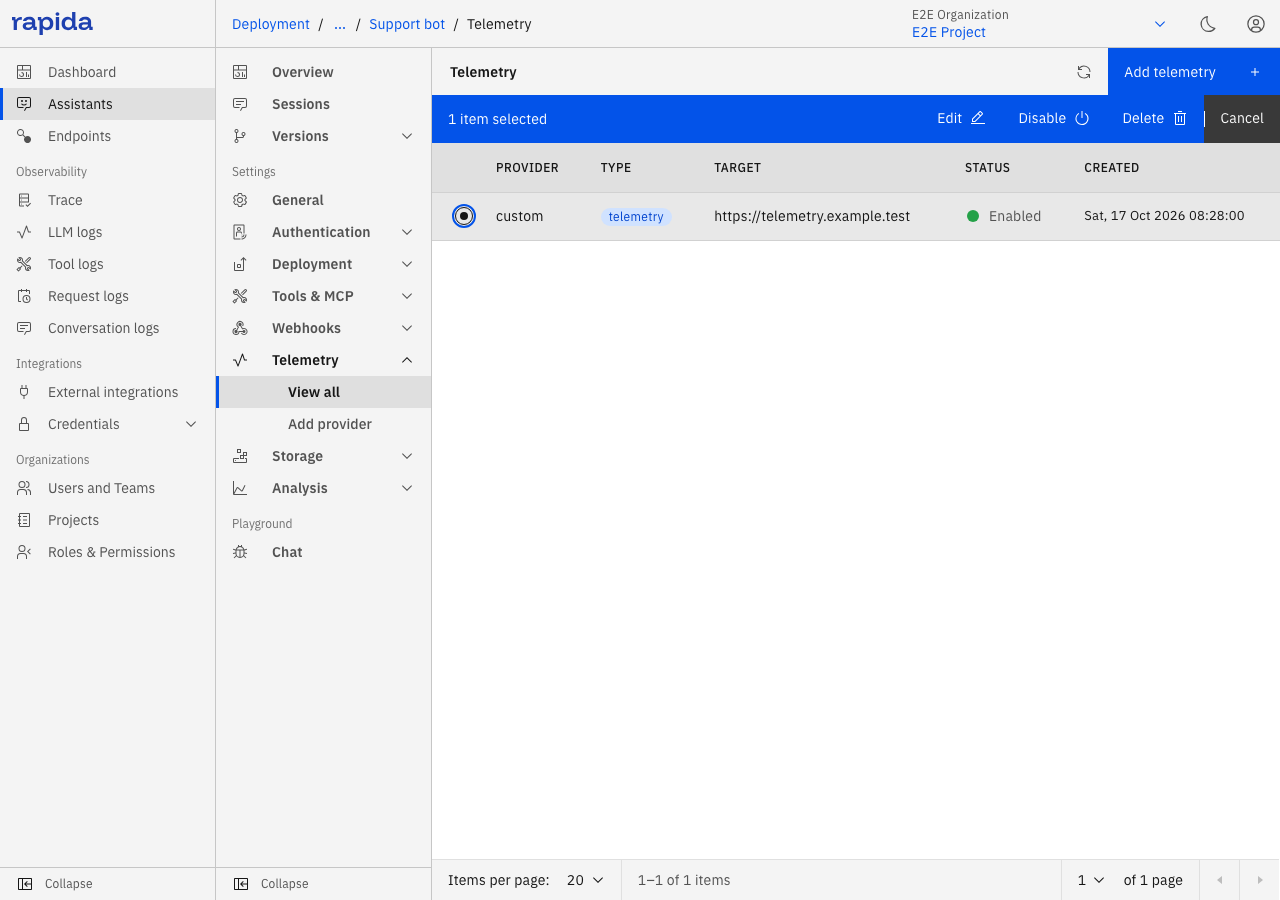 rapida
Deployment / ... / Support bot / Telemetry
E2E Organization
E2E Project
Dashboard
Assistants
Endpoints
Observability
Trace
LLM logs
Tool logs
Request logs
Conversation logs
Integrations
External integrations
Credentials
Organizations
Users and Teams
Projects
Roles & Permissions
Collapse
Overview
Sessions
Versions
Settings
General
Authentication
Deployment
Tools & MCP
Webhooks
Telemetry
View all
Add provider
Storage
Analysis
Playground
Chat
Collapse
Telemetry
Add telemetry +
1 item selected
Edit
Disable
Delete
Cancel
PROVIDER TYPE TARGET STATUS CREATED
custom telemetry https://telemetry.example.test Enabled Sat, 17 Oct 2026 08:28:00
Items per page: 20 1–1 of 1 items 1 of 1 page